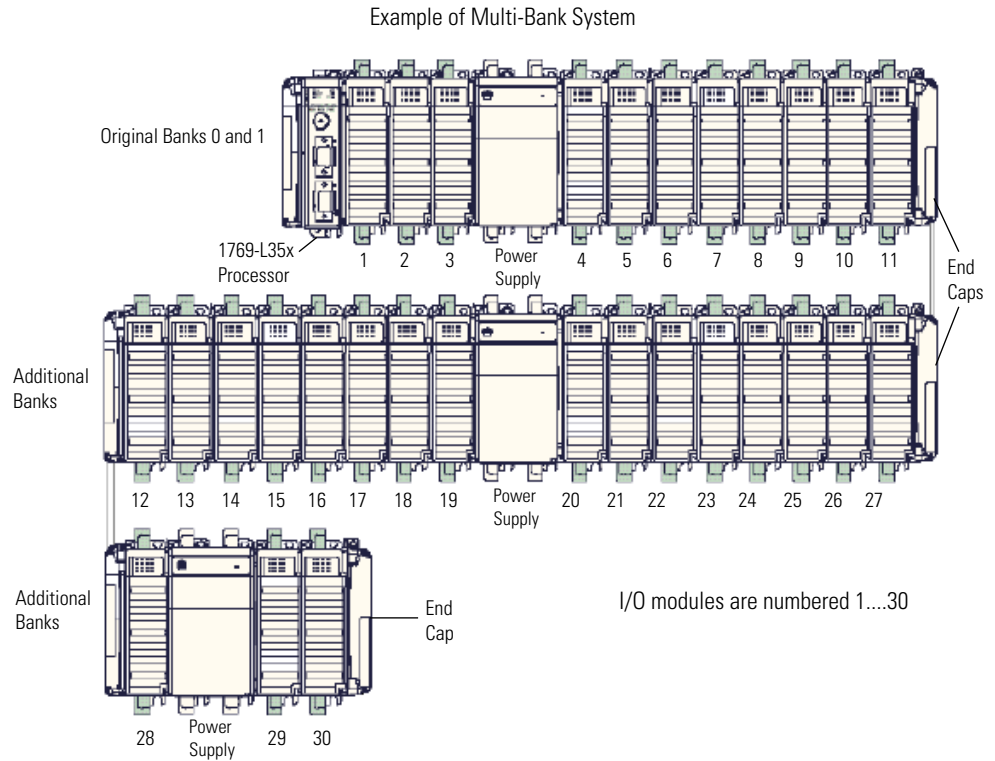 Example of Multi-Bank System
Original Banks 0 and 1
1769-L35x
Processor
1 2 3 Power
Supply 4 5 6 7 8 9 10 11
End
Caps
Additional
Banks
12 13 14 15 16 17 18 19 Power
Supply 20 21 22 23 24 25 26 27
Additional
Banks
End
Cap
I/O modules are numbered 1....30
28 Power
Supply 29 30